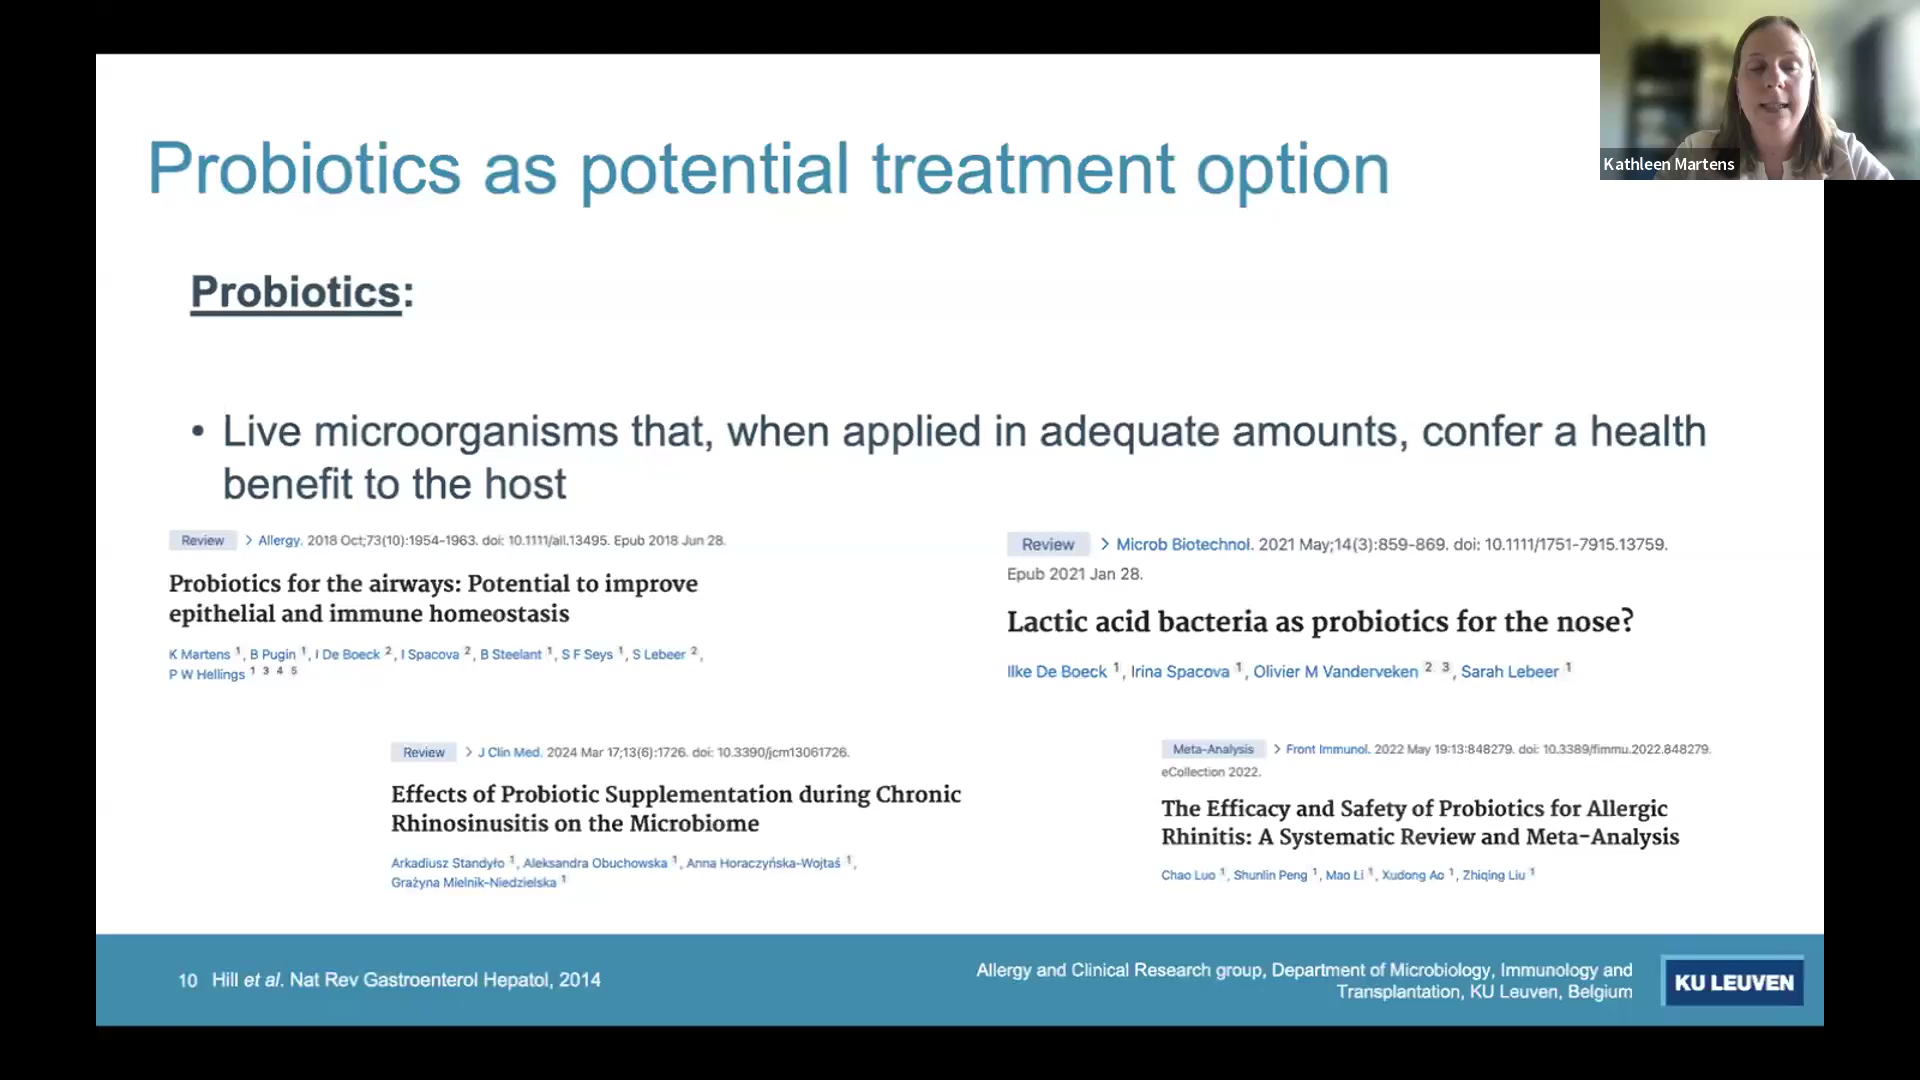 Probiotics as potential treatment option
Kathleen Martens
Probiotics:
• Live microorganisms that, when applied in adequate amounts, confer a health
benefit to the host
Review > Allergy. 2018 Oct;73(10):1954-1963. doi: 10.1111/all.13495. Epub 2018 Jun 28.
Probiotics for the airways: Potential to improve
epithelial and immune homeostasis
K Martens 1, B Pugin 1, I De Boeck 2, I Spacova 2, B Steelant 1, S F Seys 1, S Lebeer 2,
P W Hellings 1 3 4 5
Review > Microb Biotechnol. 2021 May;14(3):859-869. doi: 10.1111/1751-7915.13759.
Epub 2021 Jan 28.
Lactic acid bacteria as probiotics for the nose?
Ilke De Boeck 1, Irina Spacova 1, Olivier M Vanderveken 2 3, Sarah Lebeer 1
Review > J Clin Med. 2024 Mar 17;13(6):1726. doi: 10.3390/jcm13061726.
Effects of Probiotic Supplementation during Chronic
Rhinosinusitis on the Microbiome
Arkadiusz Standyło 1, Aleksandra Obuchowska 1, Anna Horaczyńska-Wojtaś 1,
Grażyna Mielnik-Niedzielska 1
Meta-Analysis > Front Immunol. 2022 May 19:13:848279. doi: 10.3389/fimmu.2022.848279.
eCollection 2022.
The Efficacy and Safety of Probiotics for Allergic
Rhinitis: A Systematic Review and Meta-Analysis
Chao Luo 1, Shunlin Peng 1, Mao Li 1, Xudong Ao 1, Zhiqing Liu 1
10 Hill et al. Nat Rev Gastroenterol Hepatol, 2014
Allergy and Clinical Research group, Department of Microbiology, Immunology and
Transplantation, KU Leuven, Belgium
KU LEUVEN